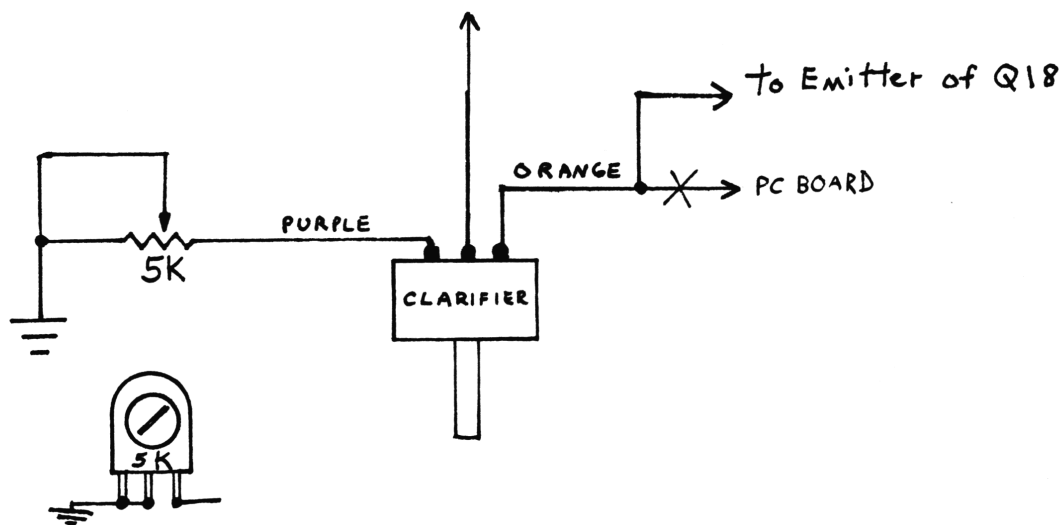 to Emitter of Q18
ORANGE
PC BOARD
PURPLE
5K
CLARIFIER
5K